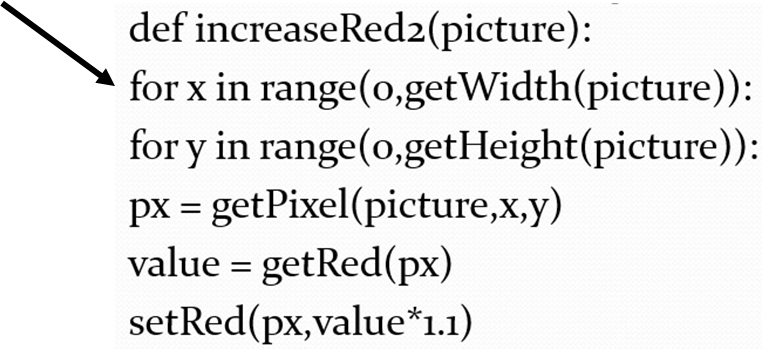 def increaseRed2(picture):
for x in range(0,getWidth(picture)):
for y in range(0,getHeight(picture)):
px = getPixel(picture,x,y)
value = getRed(px)
setRed(px,value*1.1)